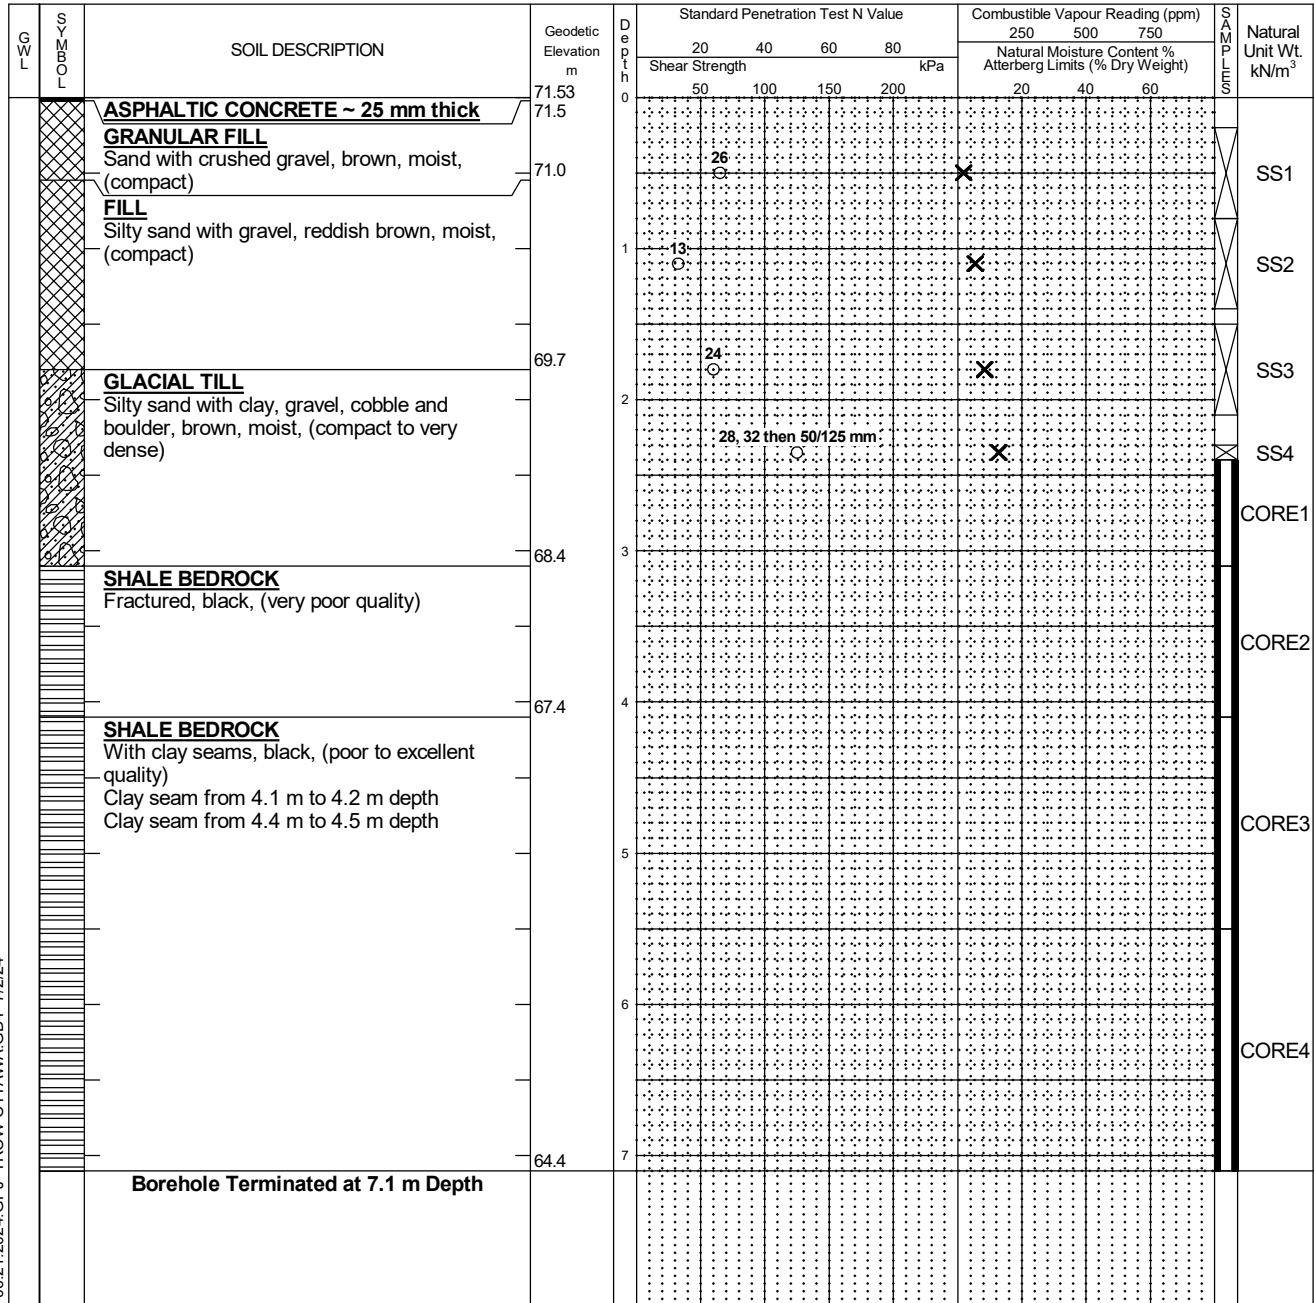 GWL
SYMBOL
SOIL DESCRIPTION
Geodetic
Elevation
m
71.53
Depth
Standard Penetration Test N Value
20 40 60 80
Shear Strength kPa
50 100 150 200
Combustible Vapour Reading (ppm)
250 500 750
Natural Moisture Content %
Atterberg Limits (% Dry Weight)
20 40 60
SAMPLES
Natural
Unit Wt.
kN/m³
0
ASPHALTIC CONCRETE ~ 25 mm thick
71.5
GRANULAR FILL
Sand with crushed gravel, brown, moist,
(compact)
71.0
26
SS1
FILL
Silty sand with gravel, reddish brown, moist,
(compact)
1
13
SS2
69.7
24
SS3
GLACIAL TILL
Silty sand with clay, gravel, cobble and
boulder, brown, moist, (compact to very
dense)
2
28, 32 then 50/125 mm
SS4
CORE1
68.4
3
SHALE BEDROCK
Fractured, black, (very poor quality)
CORE2
67.4
4
SHALE BEDROCK
With clay seams, black, (poor to excellent
quality)
Clay seam from 4.1 m to 4.2 m depth
Clay seam from 4.4 m to 4.5 m depth
CORE3
5
6
CORE4
64.4
7
Borehole Terminated at 7.1 m Depth